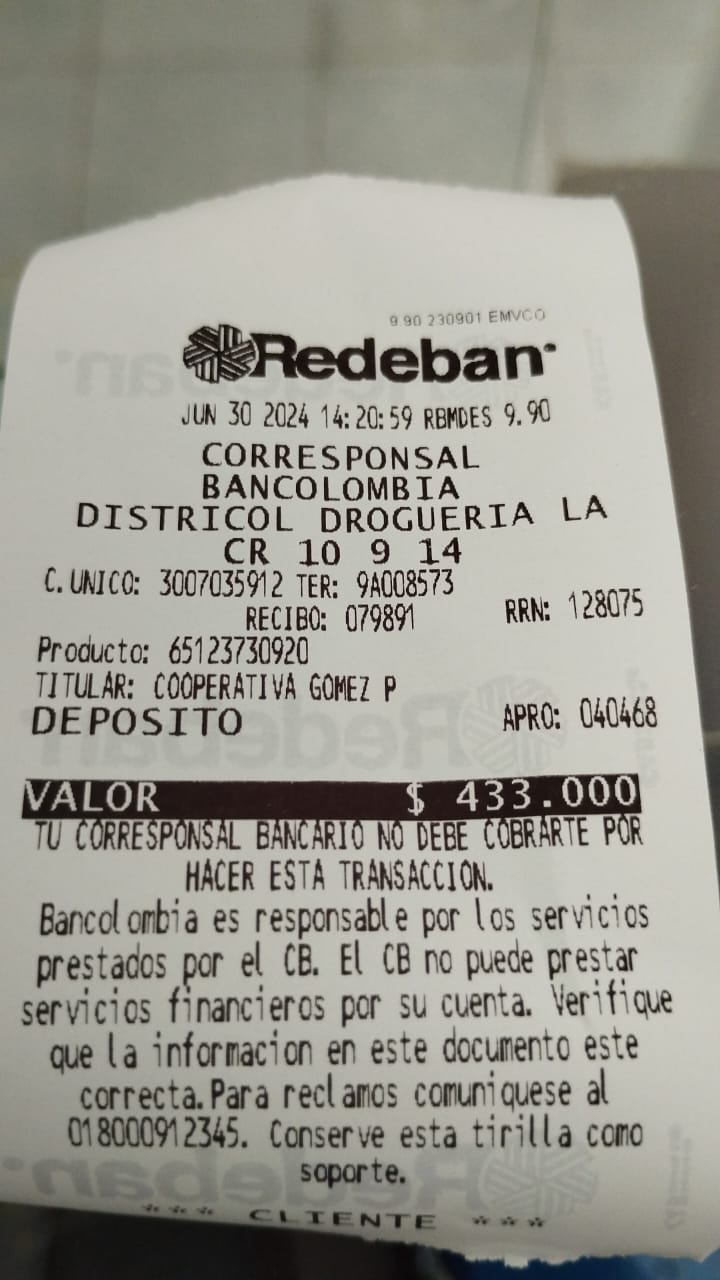 9 90 230901 EMVCO
Redeban
JUN 30 2024 14:20:59 RBMDES 9.90
CORRESPONSAL
BANCOLOMBIA
DISTRICOL DROGUERIA LA
CR 10 9 14
C. UNICO: 3007035912 TER: 9A008573
RECIBO: 079891 RRN: 128075
Producto: 65123730920
TITULAR: COOPERATIVA GOMEZ P
DEPOSITO APRO: 040468
VALOR $ 433.000
TU CORRESPONSAL BANCARIO NO DEBE COBRARTE POR
HACER ESTA TRANSACCION.
Bancolombia es responsable por los servicios
prestados por el CB. El CB no puede prestar
servicios financieros por su cuenta. Verifique
que la informacion en este documento este
correcta. Para reclamos comuniquese al
018000912345. Conserve esta tirilla como
soporte.
*** CLIENTE ***